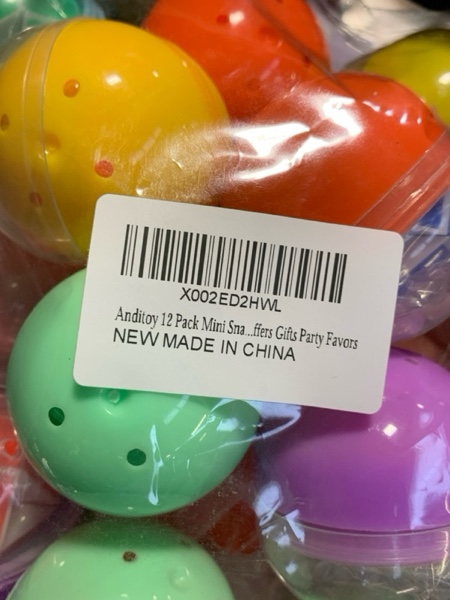 X002ED2HWL
Anditoy 12 Pack Mini Sna...ffers Gifts Party Favors
NEW MADE IN CHINA